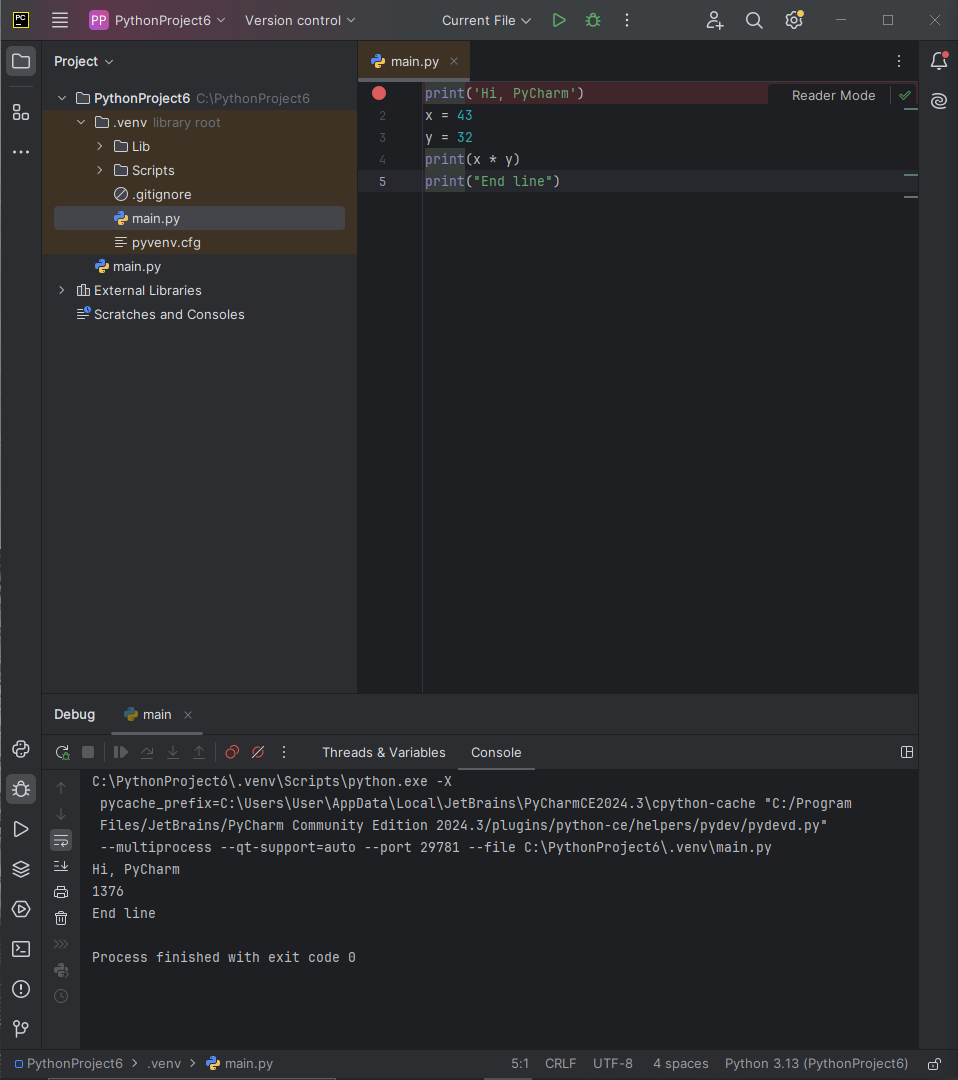 PC
PP PythonProject6 Version control Current File
Project
main.py
PythonProject6 C:\PythonProject6
.venv library root
Lib
Scripts
.gitignore
main.py
pyvenv.cfg
main.py
External Libraries
Scratches and Consoles
print('Hi, PyCharm')
Reader Mode
2 x = 43
3 y = 32
4 print(x * y)
5 print("End line")
Debug main
Threads & Variables Console
C:\PythonProject6\.venv\Scripts\python.exe -X
pycache_prefix=C:\Users\User\AppData\Local\JetBrains\PyCharmCE2024.3\cpython-cache "C:/Program
Files/JetBrains/PyCharm Community Edition 2024.3/plugins/python-ce/helpers/pydev/pydevd.py"
--multiprocess --qt-support=auto --port 29781 --file C:\PythonProject6\.venv\main.py
Hi, PyCharm
1376
End line
Process finished with exit code 0
PythonProject6 > .venv > main.py 5:1 CRLF UTF-8 4 spaces Python 3.13 (PythonProject6)